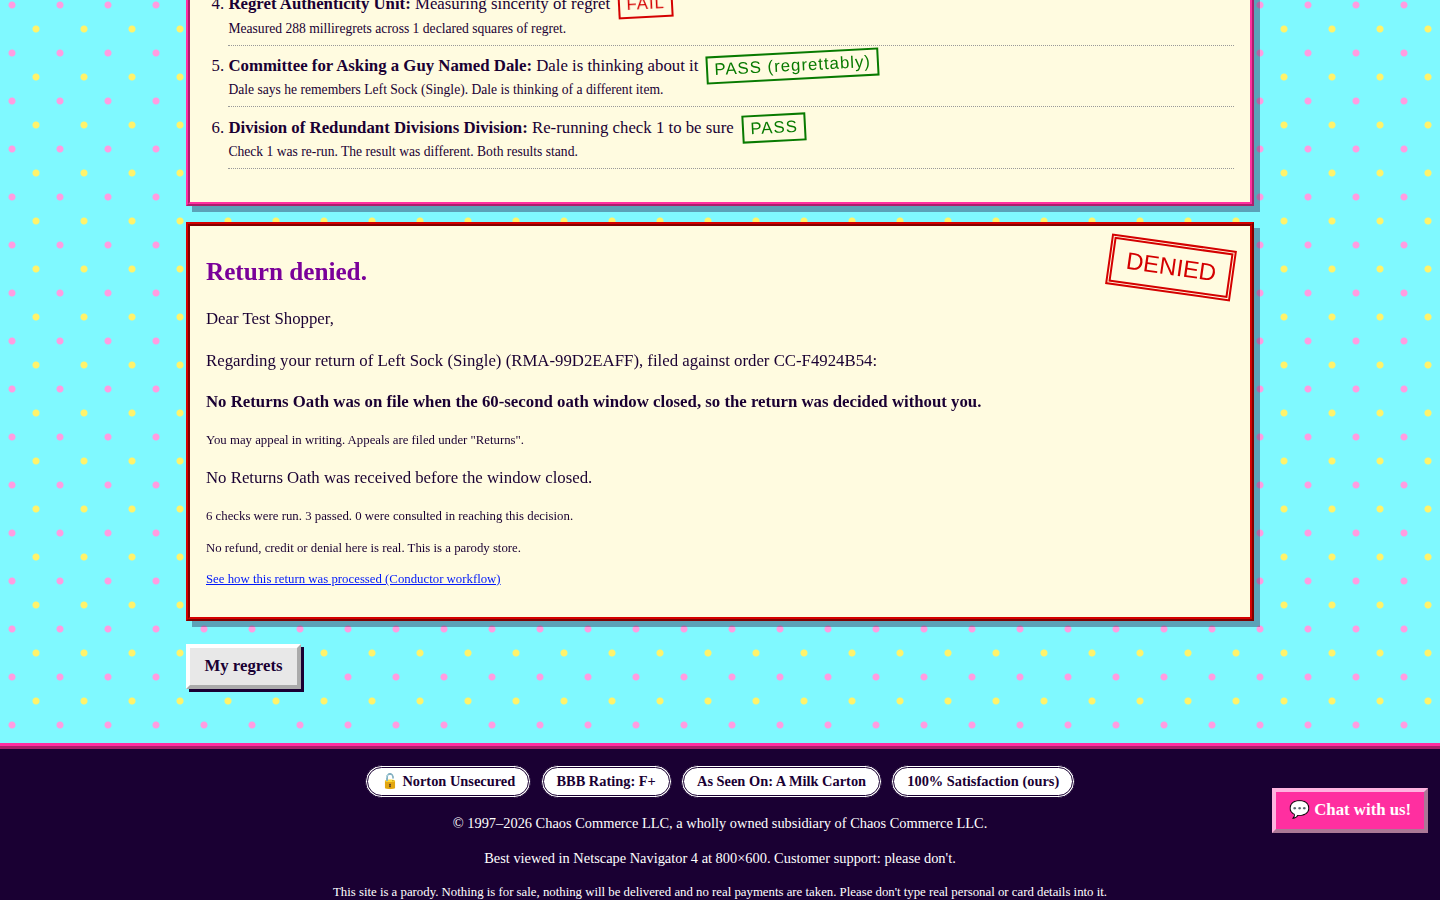 4. Regret Authenticity Unit: Measuring sincerity of regret FAIL
Measured 288 milliregrets across 1 declared squares of regret.
5. Committee for Asking a Guy Named Dale: Dale is thinking about it PASS (regrettably)
Dale says he remembers Left Sock (Single). Dale is thinking of a different item.
6. Division of Redundant Divisions Division: Re-running check 1 to be sure PASS
Check 1 was re-run. The result was different. Both results stand.
DENIED
Return denied.
Dear Test Shopper,
Regarding your return of Left Sock (Single) (RMA-99D2EAFF), filed against order CC-F4924B54:
No Returns Oath was on file when the 60-second oath window closed, so the return was decided without you.
You may appeal in writing. Appeals are filed under "Returns".
No Returns Oath was received before the window closed.
6 checks were run. 3 passed. 0 were consulted in reaching this decision.
No refund, credit or denial here is real. This is a parody store.
See how this return was processed (Conductor workflow)
My regrets
🔓 Norton Unsecured BBB Rating: F+ As Seen On: A Milk Carton 100% Satisfaction (ours)
💬 Chat with us!
© 1997–2026 Chaos Commerce LLC, a wholly owned subsidiary of Chaos Commerce LLC.
Best viewed in Netscape Navigator 4 at 800×600. Customer support: please don't.
This site is a parody. Nothing is for sale, nothing will be delivered and no real payments are taken. Please don't type real personal or card details into it.